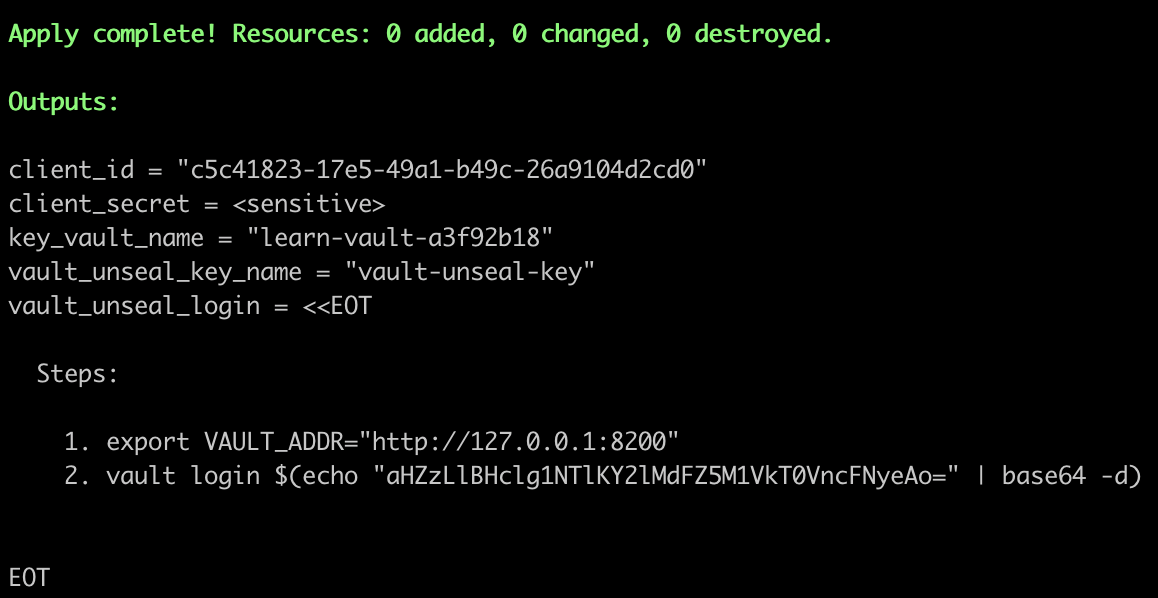 Apply complete! Resources: 0 added, 0 changed, 0 destroyed.
Outputs:
client_id = "c5c41823-17e5-49a1-b49c-26a9104d2cd0"
client_secret = <sensitive>
key_vault_name = "learn-vault-a3f92b18"
vault_unseal_key_name = "vault-unseal-key"
vault_unseal_login = <<EOT
Steps:
1. export VAULT_ADDR="http://127.0.0.1:8200"
2. vault login $(echo "aHZzLlBHclg1NTlKY2lMdFZ5M1VkT0VncFNyeAo=" | base64 -d)
EOT